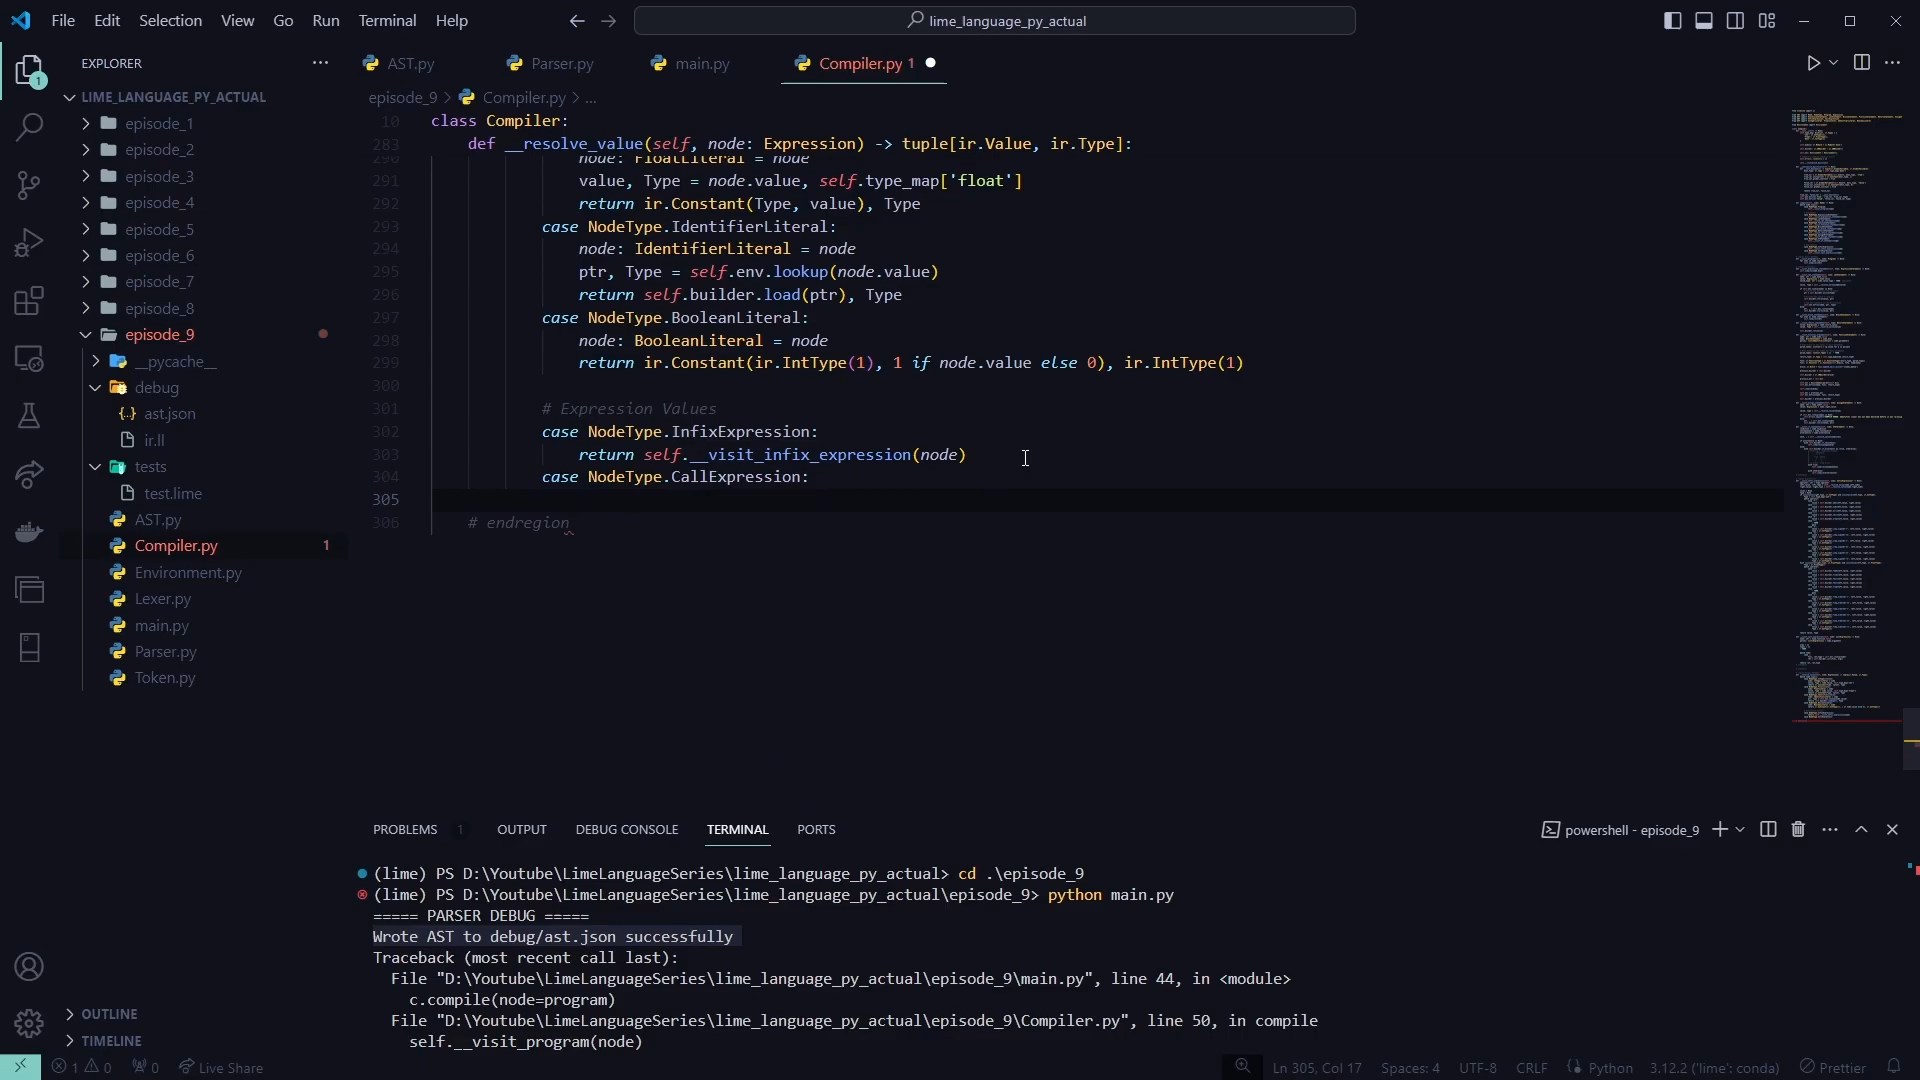 File Edit Selection View Go Run Terminal Help
lime_language_py_actual
EXPLORER
1
LIME_LANGUAGE_PY_ACTUAL
episode_1
episode_2
episode_3
episode_4
episode_5
episode_6
episode_7
episode_8
episode_9
__pycache__
debug
ast.json
ir.ll
tests
test.lime
AST.py
Compiler.py 1
Environment.py
Lexer.py
main.py
Parser.py
Token.py
OUTLINE
TIMELINE
AST.py Parser.py main.py Compiler.py 1
episode_9 > Compiler.py > ...
10 class Compiler:
283 def __resolve_value(self, node: Expression) -> tuple[ir.Value, ir.Type]:
290 node: FloatLiteral = node
291 value, Type = node.value, self.type_map['float']
292 return ir.Constant(Type, value), Type
293 case NodeType.IdentifierLiteral:
294 node: IdentifierLiteral = node
295 ptr, Type = self.env.lookup(node.value)
296 return self.builder.load(ptr), Type
297 case NodeType.BooleanLiteral:
298 node: BooleanLiteral = node
299 return ir.Constant(ir.IntType(1), 1 if node.value else 0), ir.IntType(1)
300
301 # Expression Values
302 case NodeType.InfixExpression:
303 return self.__visit_infix_expression(node)
304 case NodeType.CallExpression:
305
306 # endregion
PROBLEMS 1 OUTPUT DEBUG CONSOLE TERMINAL PORTS
powershell - episode_9
(lime) PS D:\Youtube\LimeLanguageSeries\lime_language_py_actual> cd .\episode_9
(lime) PS D:\Youtube\LimeLanguageSeries\lime_language_py_actual\episode_9> python main.py
===== PARSER DEBUG =====
Wrote AST to debug/ast.json successfully
Traceback (most recent call last):
File "D:\Youtube\LimeLanguageSeries\lime_language_py_actual\episode_9\main.py", line 44, in <module>
c.compile(node=program)
File "D:\Youtube\LimeLanguageSeries\lime_language_py_actual\episode_9\Compiler.py", line 50, in compile
self.__visit_program(node)
1 0 0 Live Share Ln 305, Col 17 Spaces: 4 UTF-8 CRLF Python 3.12.2 ('lime': conda) Prettier